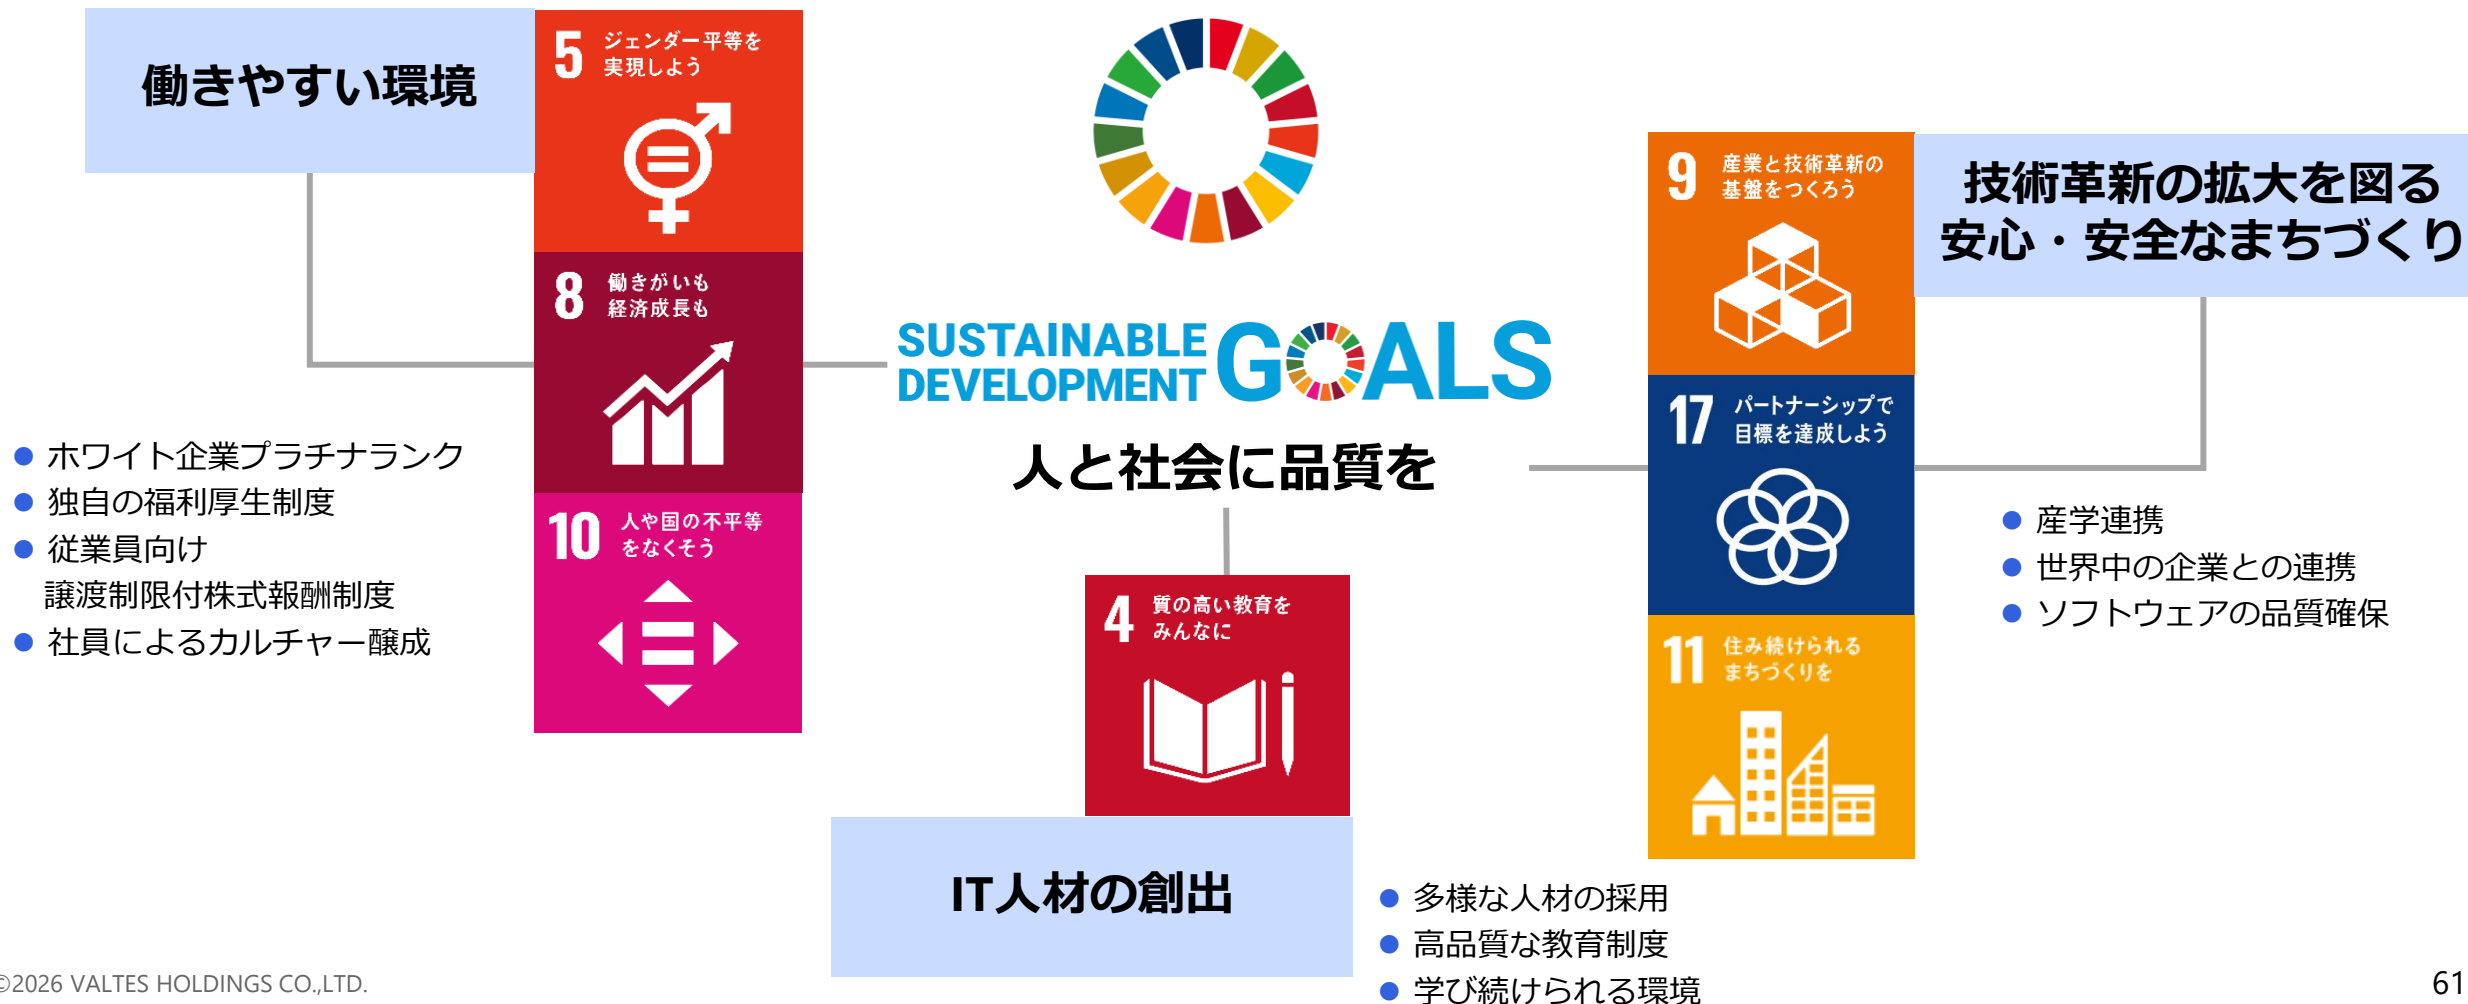 働きやすい環境
5 ジェンダー平等を
実現しよう
8 働きがいも
経済成長も
10 人や国の不平等
をなくそう
● ホワイト企業プラチナランク
● 独自の福利厚生制度
● 従業員向け
譲渡制限付株式報酬制度
● 社員によるカルチャー醸成
SUSTAINABLE
DEVELOPMENT
GOALS
人と社会に品質を
4 質の高い教育を
みんなに
IT人材の創出
● 多様な人材の採用
● 高品質な教育制度
● 学び続けられる環境
9 産業と技術革新の
基盤をつくろう
17 パートナーシップで
目標を達成しよう
11 住み続けられる
まちづくりを
技術革新の拡大を図る
安心・安全なまちづくり
● 産学連携
● 世界中の企業との連携
● ソフトウェアの品質確保
©2026 VALTES HOLDINGS CO.,LTD.
61